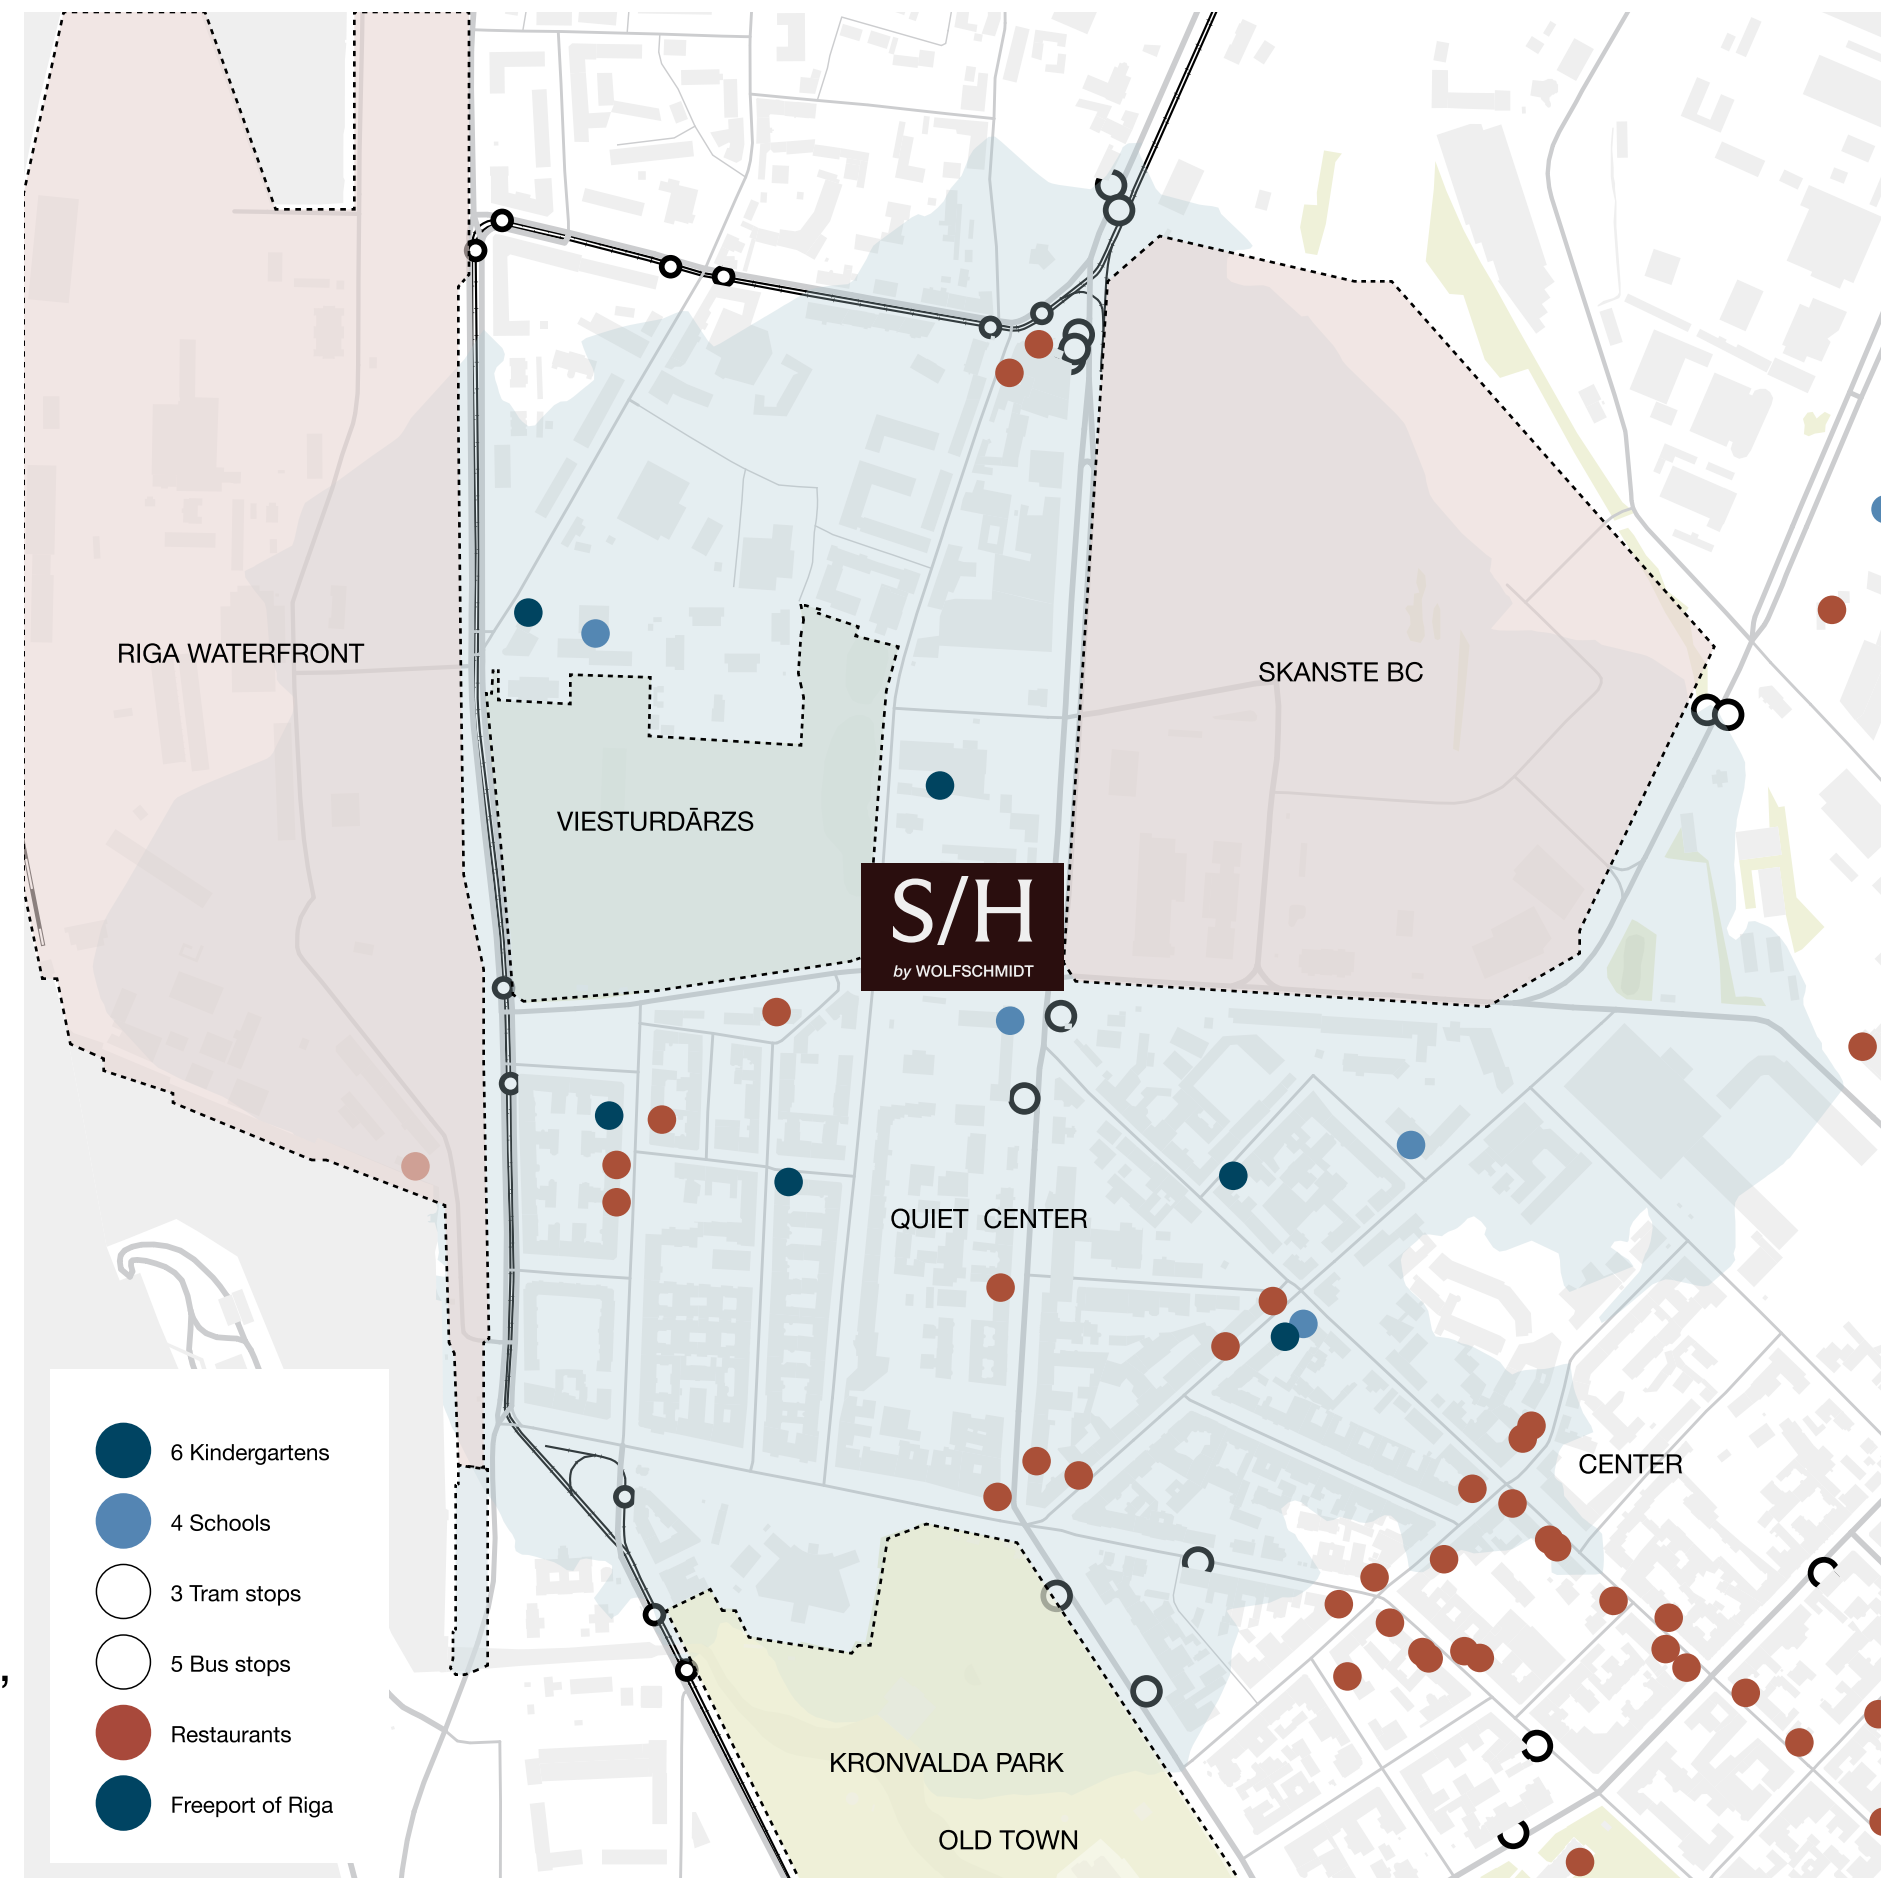 RIGA WATERFRONT
SKANSTE BC
VIESTURDĀRZS
S/H
by WOLFSCHMIDT
QUIET CENTER
CENTER
6 Kindergartens
4 Schools
3 Tram stops
5 Bus stops
,
Restaurants
Freeport of Riga
KRONVALDA PARK
OLD TOWN